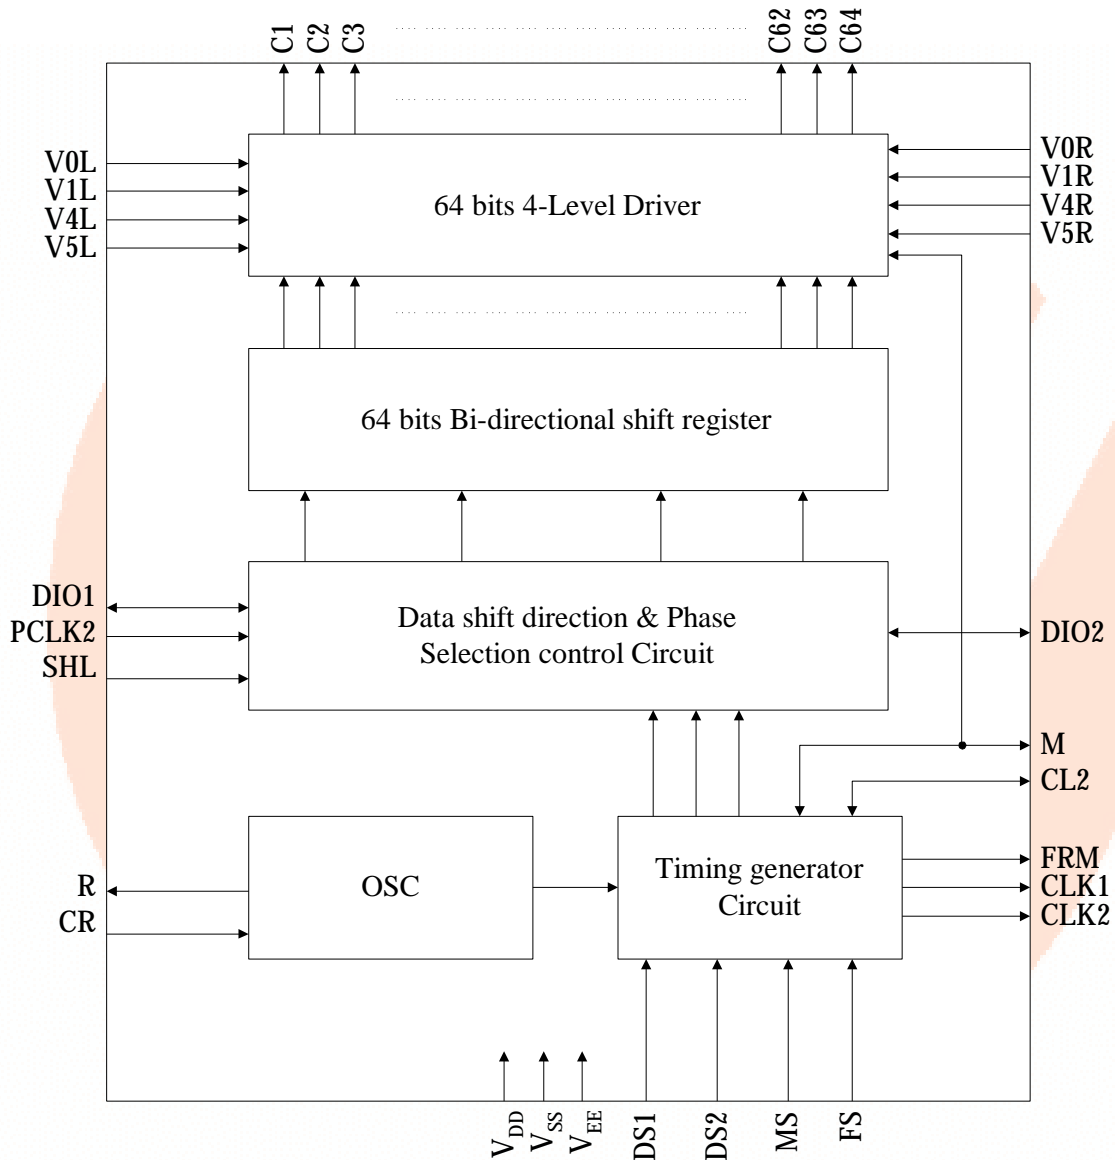 C1
C2
C3
C62
C63
C64
V0L
V1L
V4L
V5L
64 bits 4-Level Driver
V0R
V1R
V4R
V5R
64 bits Bi-directional shift register
DIO1
PCLK2
SHL
Data shift direction & Phase
Selection control Circuit
DIO2
M
CL2
R
CR
OSC
Timing generator
Circuit
FRM
CLK1
CLK2
VDD
VSS
VEE
DS1
DS2
MS
FS